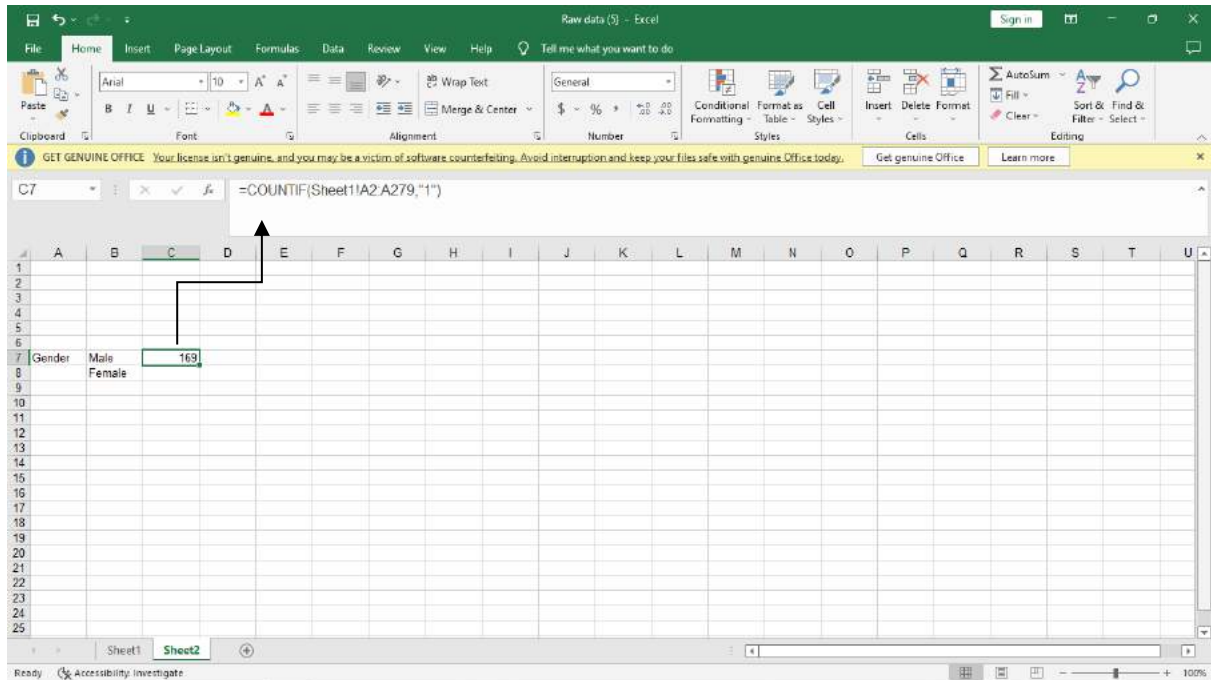 Raw data (5) - Excel
Sign in
File Home Insert Page Layout Formulas Data Review View Help Tell me what you want to do
Paste
Clipboard
Arial 10 A A
B I U A
Font
Wrap Text
Merge & Center
Alignment
General
$ % ,
Number
Conditional Formatting
Format as Table
Cell Styles
Styles
Insert Delete Format
Cells
AutoSum
Fill
Clear
Sort & Filter
Find & Select
Editing
GET GENUINE OFFICE Your license isn't genuine, and you may be a victim of software counterfeiting. Avoid interruption and keep your files safe with genuine Office today. Get genuine Office Learn more
C7 fx =COUNTIF(Sheet1!A2:A279,"1")
A B C D E F G H I J K L M N O P Q R S T U
1
2
3
4
5
6
7 Gender Male 169
8 Female
9
10
11
12
13
14
15
16
17
18
19
20
21
22
23
24
25
Sheet1 Sheet2
Ready Accessibility: Investigate 100%